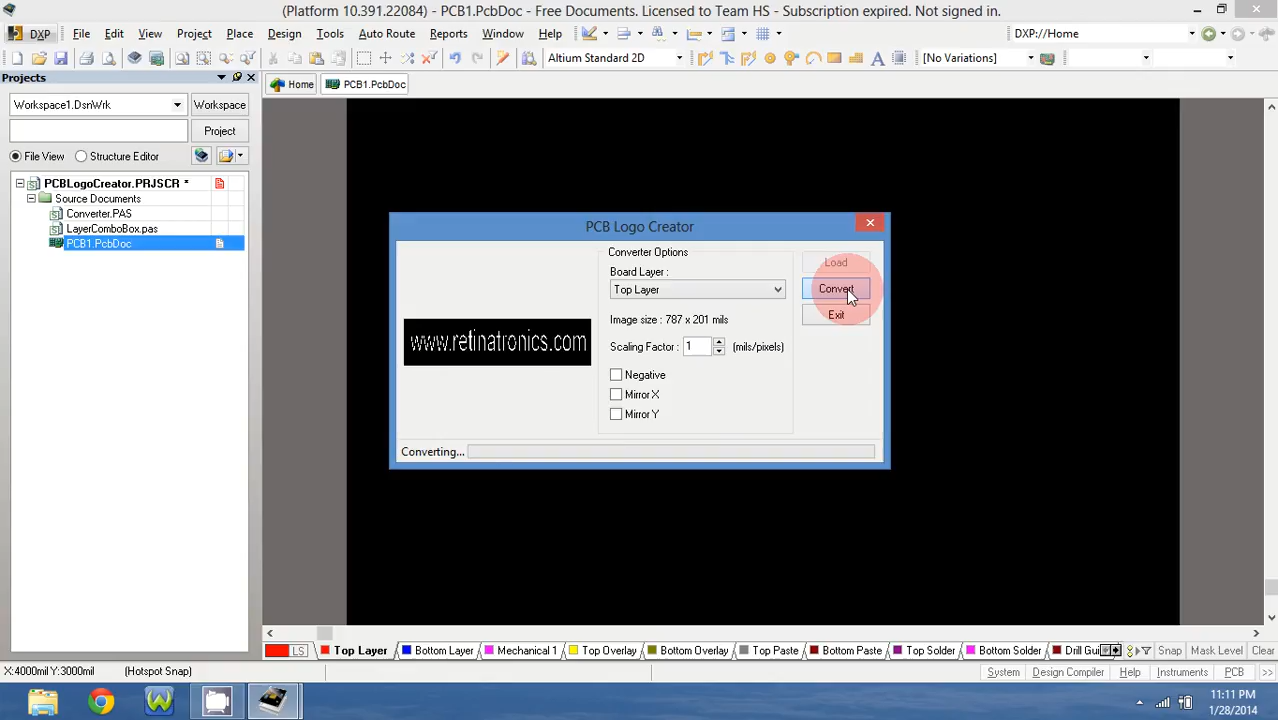 (Platform 10.391.22084) - PCB1.PcbDoc - Free Documents. Licensed to Team HS - Subscription expired. Not signed in.
DXP File Edit View Project Place Design Tools Auto Route Reports Window Help DXP://Home
Altium Standard 2D [No Variations]
Projects
Home PCB1.PcbDoc
Workspace1.DsnWrk Workspace
Project
File View Structure Editor
PCBLogoCreator.PRJSCR *
Source Documents
Converter.PAS
LayerComboBox.pas
PCB1.PcbDoc
PCB Logo Creator
Converter Options
Load
Board Layer :
Top Layer
Convert
Exit
Image size : 787 x 201 mils
www.retinatronics.com
Scaling Factor : 1 (mils/pixels)
Negative
Mirror X
Mirror Y
Converting...
LS Top Layer Bottom Layer Mechanical 1 Top Overlay Bottom Overlay Top Paste Bottom Paste Top Solder Bottom Solder Drill Gui Snap Mask Level Clear
X:4000mil Y:3000mil (Hotspot Snap) System Design Compiler Help Instruments PCB >>
11:11 PM
1/28/2014